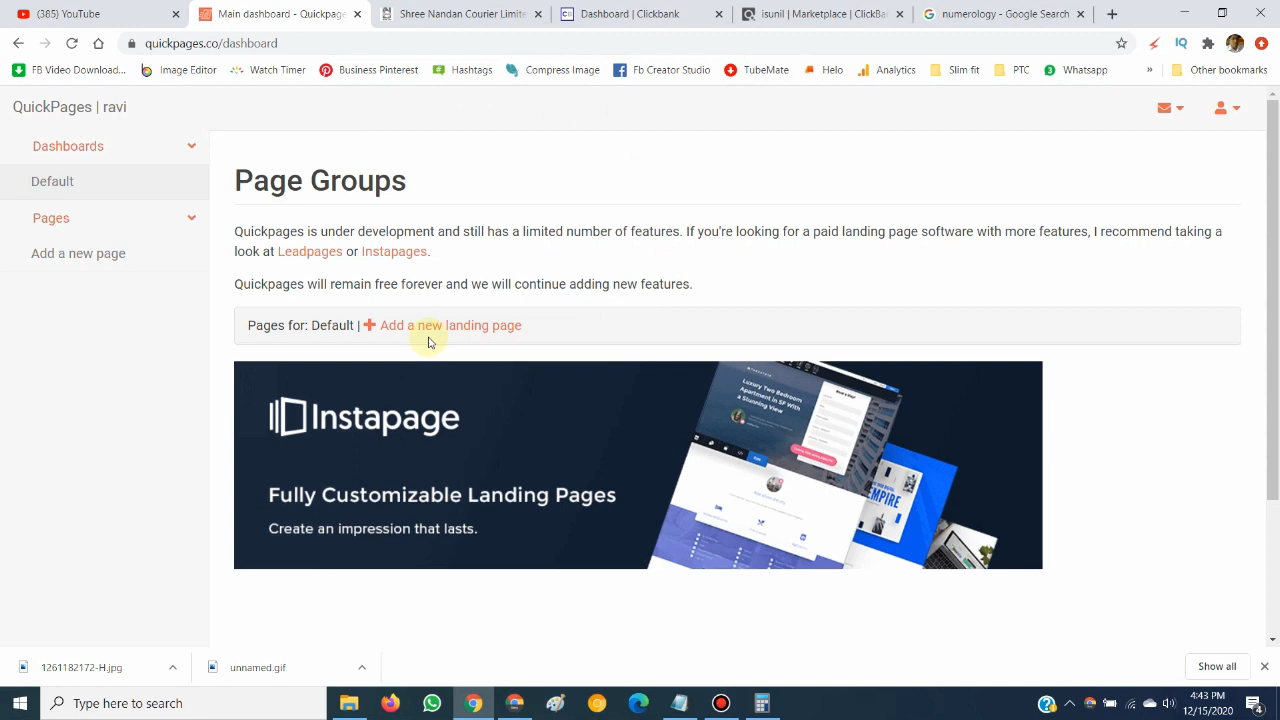 (385) YouTube
Main dashboard - Quickpage
Shree Nandan Courier Limite
Dashboard | Clickbank
isunil | Marketplace | ClickBa
numerology - Google Search
quickpages.co/dashboard
FB Video Download...
Image Editor
Watch Timer
Business Pinterest
Hashtags
Compress Image
Fb Creator Studio
TubeMate
Helo
Analytics
Slim fit
PTC
3
Whatsapp
»
Other bookmarks
QuickPages | ravi
Dashboards
Default
Pages
Add a new page
Page Groups
Quickpages is under development and still has a limited number of features. If you're looking for a paid landing page software with more features, I recommend taking a
look at Leadpages or Instapages.
Quickpages will remain free forever and we will continue adding new features.
Pages for: Default | Add a new landing page
Instapage
Fully Customizable Landing Pages
Create an impression that lasts.
Luxury Two Bedroom
Apartment in SF With
a Stunning View
EMPIRE
1261182172-H.jpg
unnamed.gif
Show all
Type here to search
4:43 PM
12/15/2020
4